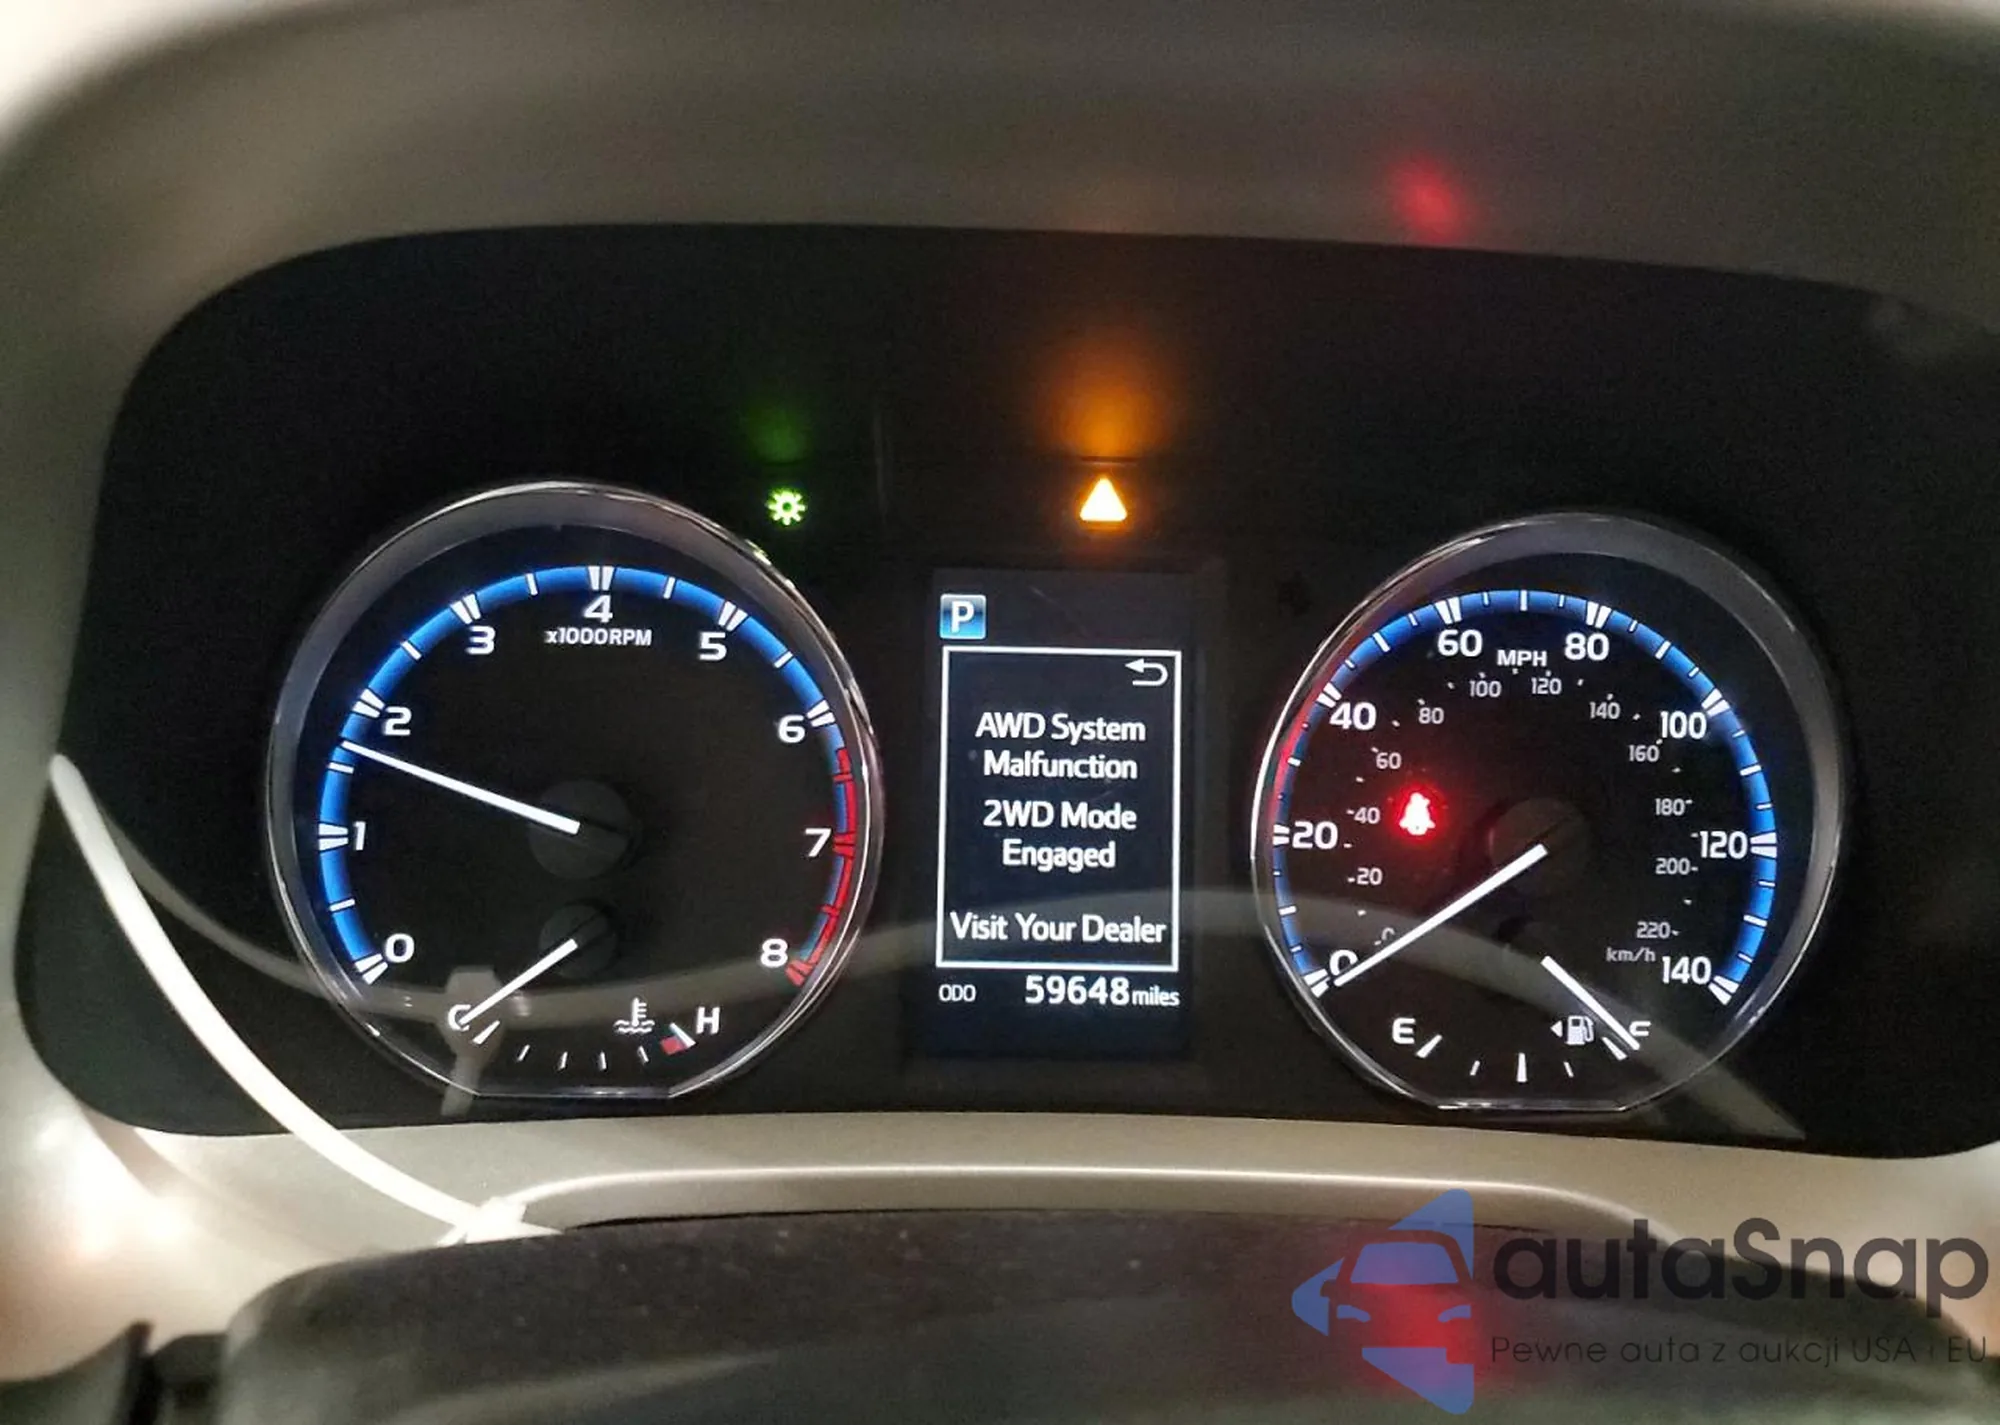 4
3
x1000RPM
5
2
6
1
7
0
8
C
H
P
AWD System
Malfunction
2WD Mode
Engaged
Visit Your Dealer
ODO 59648 miles
60
MPH
80
100
120
40
80
140
100
60
160
20
40
180
120
20
200
0
0
220
km/h
140
E
F
autaSnap
Pewne auta z aukcji USA i EU